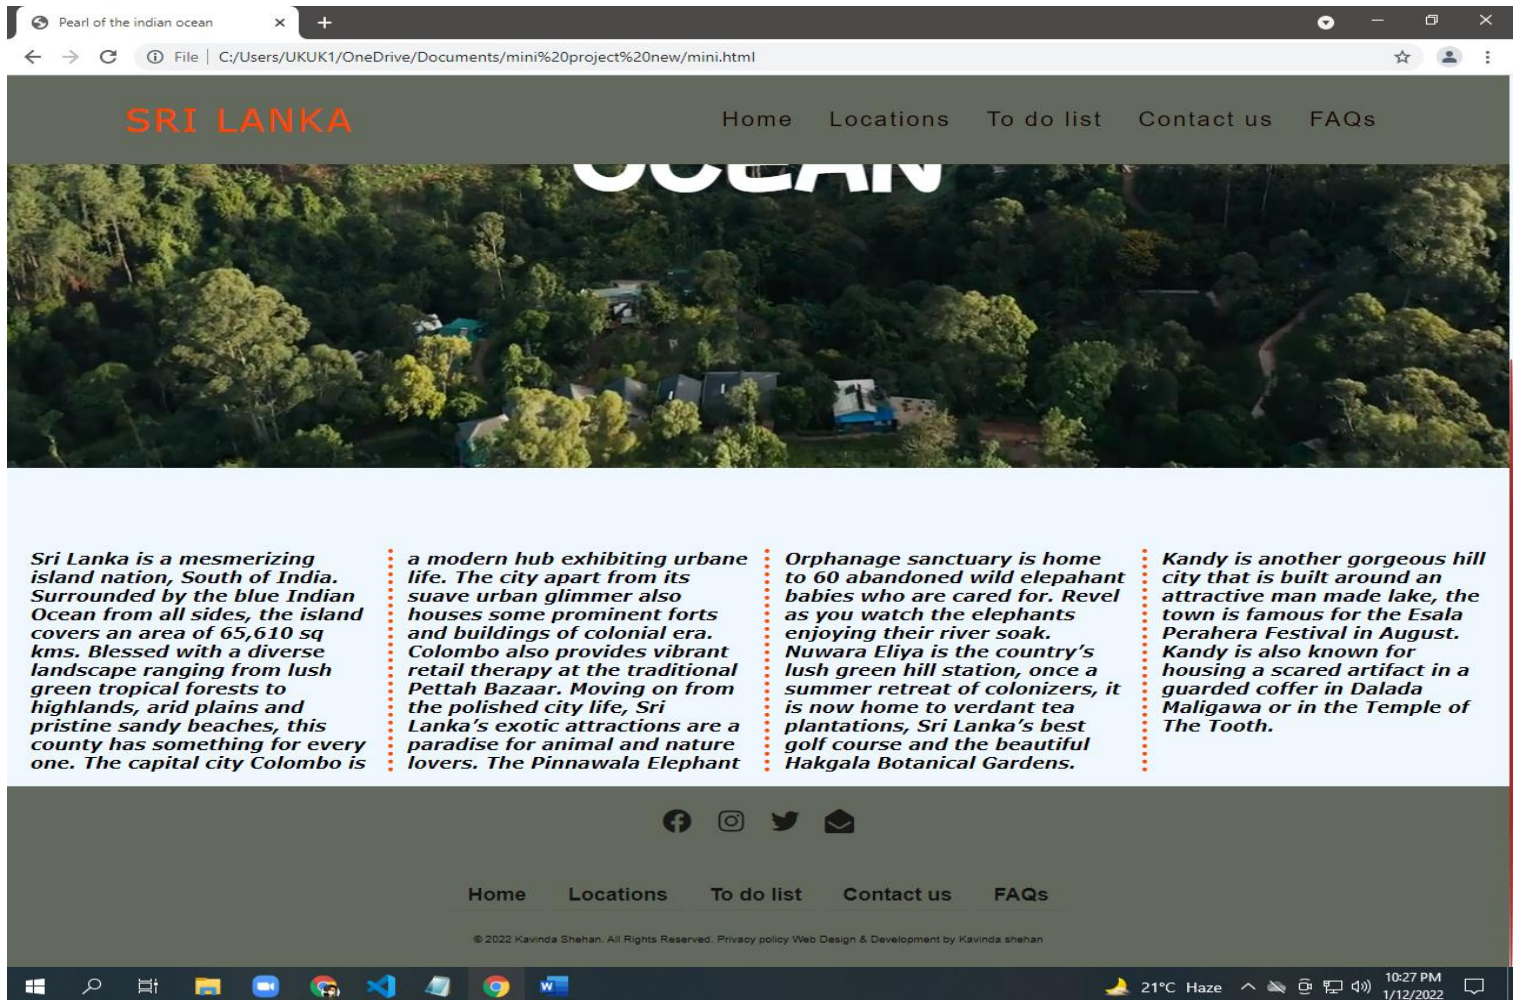 Pearl of the indian ocean
File | C:/Users/UKUK1/OneDrive/Documents/mini%20project%20new/mini.html
SRI LANKA
Home Locations To do list Contact us FAQs
OCEAN
Sri Lanka is a mesmerizing
island nation, South of India.
Surrounded by the blue Indian
Ocean from all sides, the island
covers an area of 65,610 sq
kms. Blessed with a diverse
landscape ranging from lush
green tropical forests to
highlands, arid plains and
pristine sandy beaches, this
county has something for every
one. The capital city Colombo is
a modern hub exhibiting urbane
life. The city apart from its
suave urban glimmer also
houses some prominent forts
and buildings of colonial era.
Colombo also provides vibrant
retail therapy at the traditional
Pettah Bazaar. Moving on from
the polished city life, Sri
Lanka’s exotic attractions are a
paradise for animal and nature
lovers. The Pinnawala Elephant
Orphanage sanctuary is home
to 60 abandoned wild elepahant
babies who are cared for. Revel
as you watch the elephants
enjoying their river soak.
Nuwara Eliya is the country’s
lush green hill station, once a
summer retreat of colonizers, it
is now home to verdant tea
plantations, Sri Lanka’s best
golf course and the beautiful
Hakgala Botanical Gardens.
Kandy is another gorgeous hill
city that is built around an
attractive man made lake, the
town is famous for the Esala
Perahera Festival in August.
Kandy is also known for
housing a scared artifact in a
guarded coffer in Dalada
Maligawa or in the Temple of
The Tooth.
Home Locations To do list Contact us FAQs
© 2022 Kavinda Shehan. All Rights Reserved. Privacy policy Web Design & Development by Kavinda shehan
21°C Haze
10:27 PM
1/12/2022